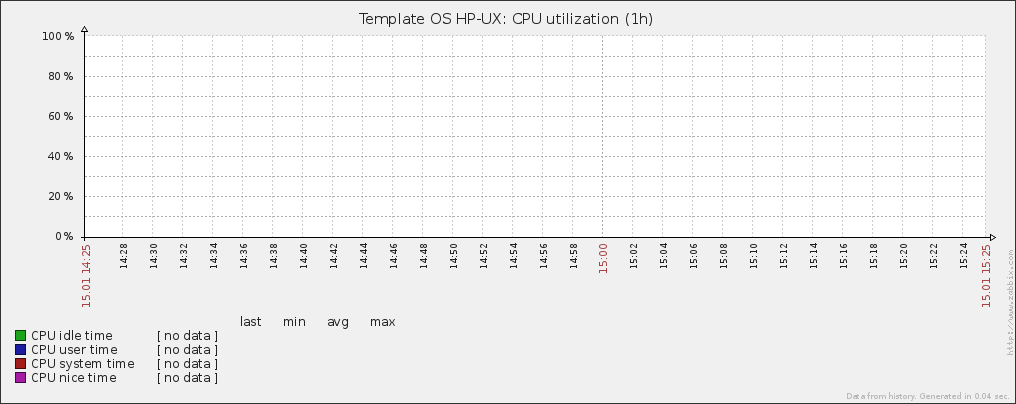 Template OS HP-UX: CPU utilization (1h)
100 %
80 %
60 %
40 %
20 %
0 %
15.01 14:25 14:28 14:30 14:32 14:34 14:36 14:38 14:40 14:42 14:44 14:46 14:48 14:50 14:52 14:54 14:56 14:58 15:00 15:02 15:04 15:06 15:08 15:10 15:12 15:14 15:16 15:18 15:20 15:22 15:24 15.01 15:25
http://www.zabbix.com
last min avg max
CPU idle time [ no data ]
CPU user time [ no data ]
CPU system time [ no data ]
CPU nice time [ no data ]
Data from history. Generated in 0.04 sec.